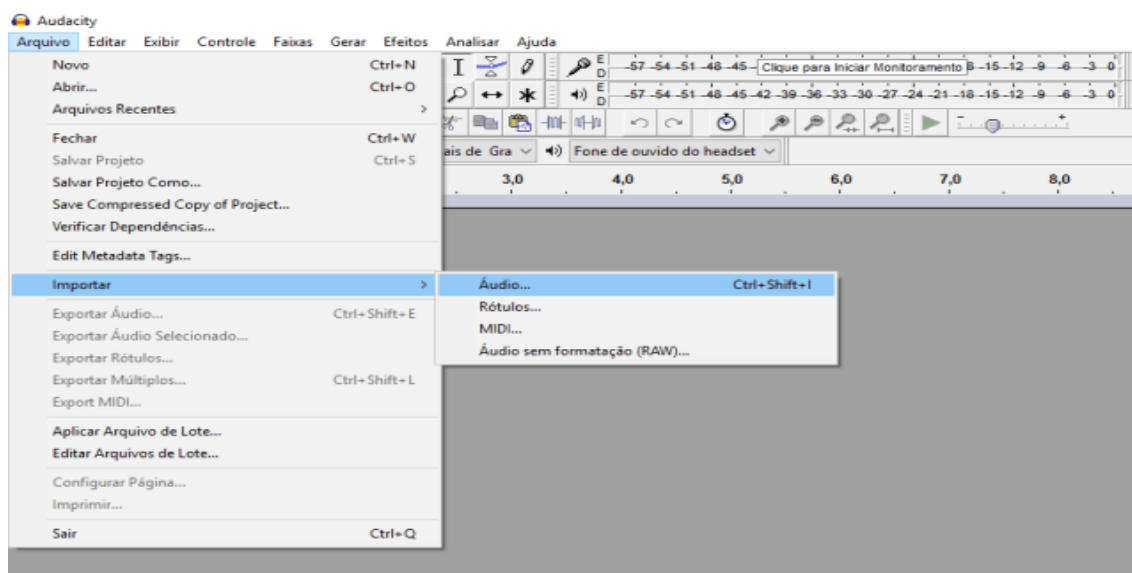 Audacity
Arquivo Editar Exibir Controle Faixas Gerar Efeitos Analisar Ajuda
Novo Ctrl+N
Abrir... Ctrl+O
Arquivos Recentes >
Fechar Ctrl+W
Salvar Projeto Ctrl+S
Salvar Projeto Como...
Save Compressed Copy of Project...
Verificar Dependências...
Edit Metadata Tags...
Importar >
Exportar Áudio... Ctrl+Shift+E
Exportar Áudio Selecionado...
Exportar Rótulos...
Exportar Múltiplos... Ctrl+Shift+L
Export MIDI...
Aplicar Arquivo de Lote...
Editar Arquivos de Lote...
Configurar Página...
Imprimir...
Sair Ctrl+Q
Áudio... Ctrl+Shift+I
Rótulos...
MIDI...
Áudio sem formatação (RAW)...
E D -57 -54 -51 -48 -45 - Clique para Iniciar Monitoramento 8 -15 -12 -9 -6 -3 0
E D -57 -54 -51 -48 -45 -42 -39 -36 -33 -30 -27 -24 -21 -18 -15 -12 -9 -6 -3 0
ais de Gra Fone de ouvido do headset
3,0 4,0 5,0 6,0 7,0 8,0